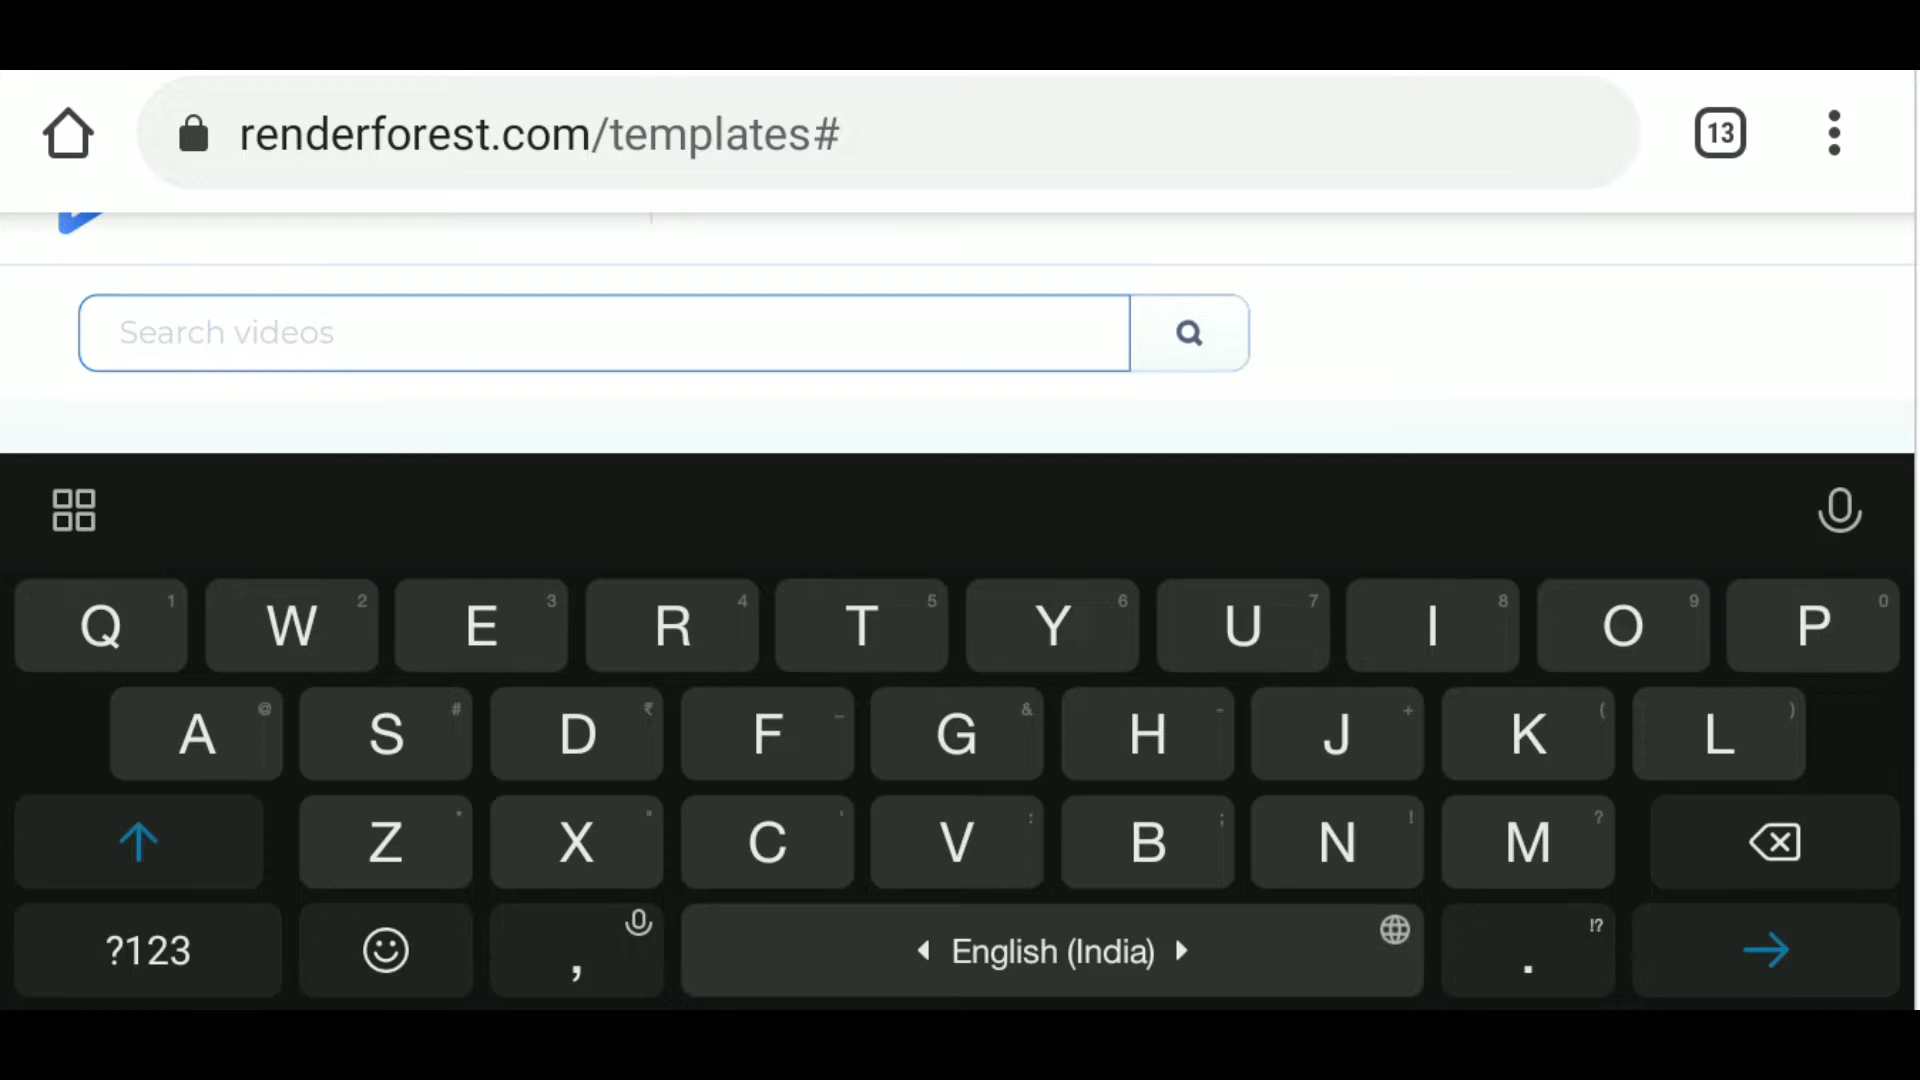 renderforest.com/templates# 13
Search videos
Q 1 W 2 E 3 R 4 T 5 Y 6 U 7 I 8 O 9 P 0
A @ S # D ₹ F _ G & H - J + K ( L )
Z * X " C ' V : B ; N ! M ?
?123 , English (India) . !?